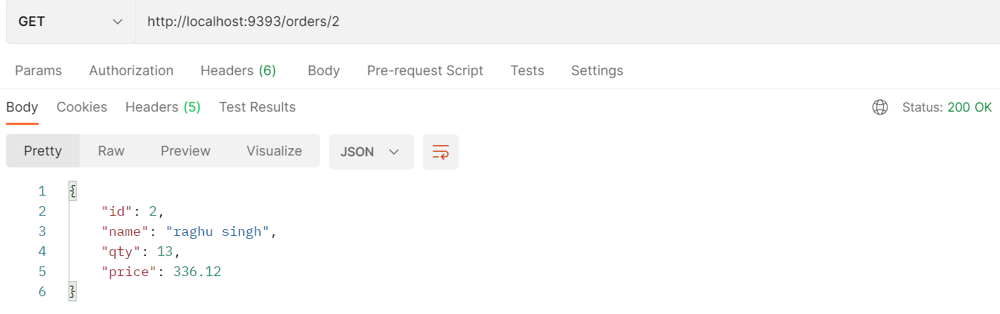 GET http://localhost:9393/orders/2
Params Authorization Headers (6) Body Pre-request Script Tests Settings
Body Cookies Headers (5) Test Results Status: 200 OK
Pretty Raw Preview Visualize JSON
1 {
2 "id": 2,
3 "name": "raghu singh",
4 "qty": 13,
5 "price": 336.12
6 }